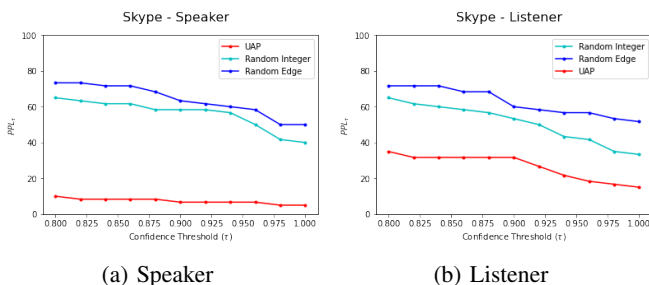 Skype - Speaker
100
80
60
40
20
0
PPLτ
UAP
Random Integer
Random Edge
0.800 0.825 0.850 0.875 0.900 0.925 0.950 0.975 1.000
Confidence Threshold (τ)
(a) Speaker
Skype - Listener
100
80
60
40
20
0
PPLτ
Random Integer
Random Edge
UAP
0.800 0.825 0.850 0.875 0.900 0.925 0.950 0.975 1.000
Confidence Threshold (τ)
(b) Listener